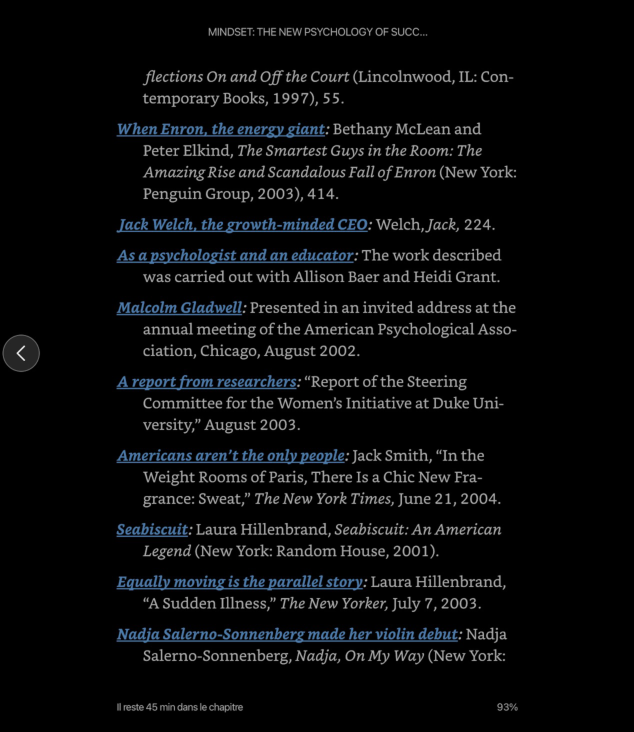 MINDSET: THE NEW PSYCHOLOGY OF SUCC...
flections On and Off the Court (Lincolnwood, IL: Con-
temporary Books, 1997), 55.
When Enron, the energy giant: Bethany McLean and
Peter Elkind, The Smartest Guys in the Room: The
Amazing Rise and Scandalous Fall of Enron (New York:
Penguin Group, 2003), 414.
Jack Welch, the growth-minded CEO: Welch, Jack, 224.
As a psychologist and an educator: The work described
was carried out with Allison Baer and Heidi Grant.
Malcolm Gladwell: Presented in an invited address at the
annual meeting of the American Psychological Asso-
ciation, Chicago, August 2002.
A report from researchers: “Report of the Steering
Committee for the Women’s Initiative at Duke Uni-
versity,” August 2003.
Americans aren’t the only people: Jack Smith, “In the
Weight Rooms of Paris, There Is a Chic New Fra-
grance: Sweat,” The New York Times, June 21, 2004.
Seabiscuit: Laura Hillenbrand, Seabiscuit: An American
Legend (New York: Random House, 2001).
Equally moving is the parallel story: Laura Hillenbrand,
“A Sudden Illness,” The New Yorker, July 7, 2003.
Nadja Salerno-Sonnenberg made her violin debut: Nadja
Salerno-Sonnenberg, Nadja, On My Way (New York:
Il reste 45 min dans le chapitre
93%